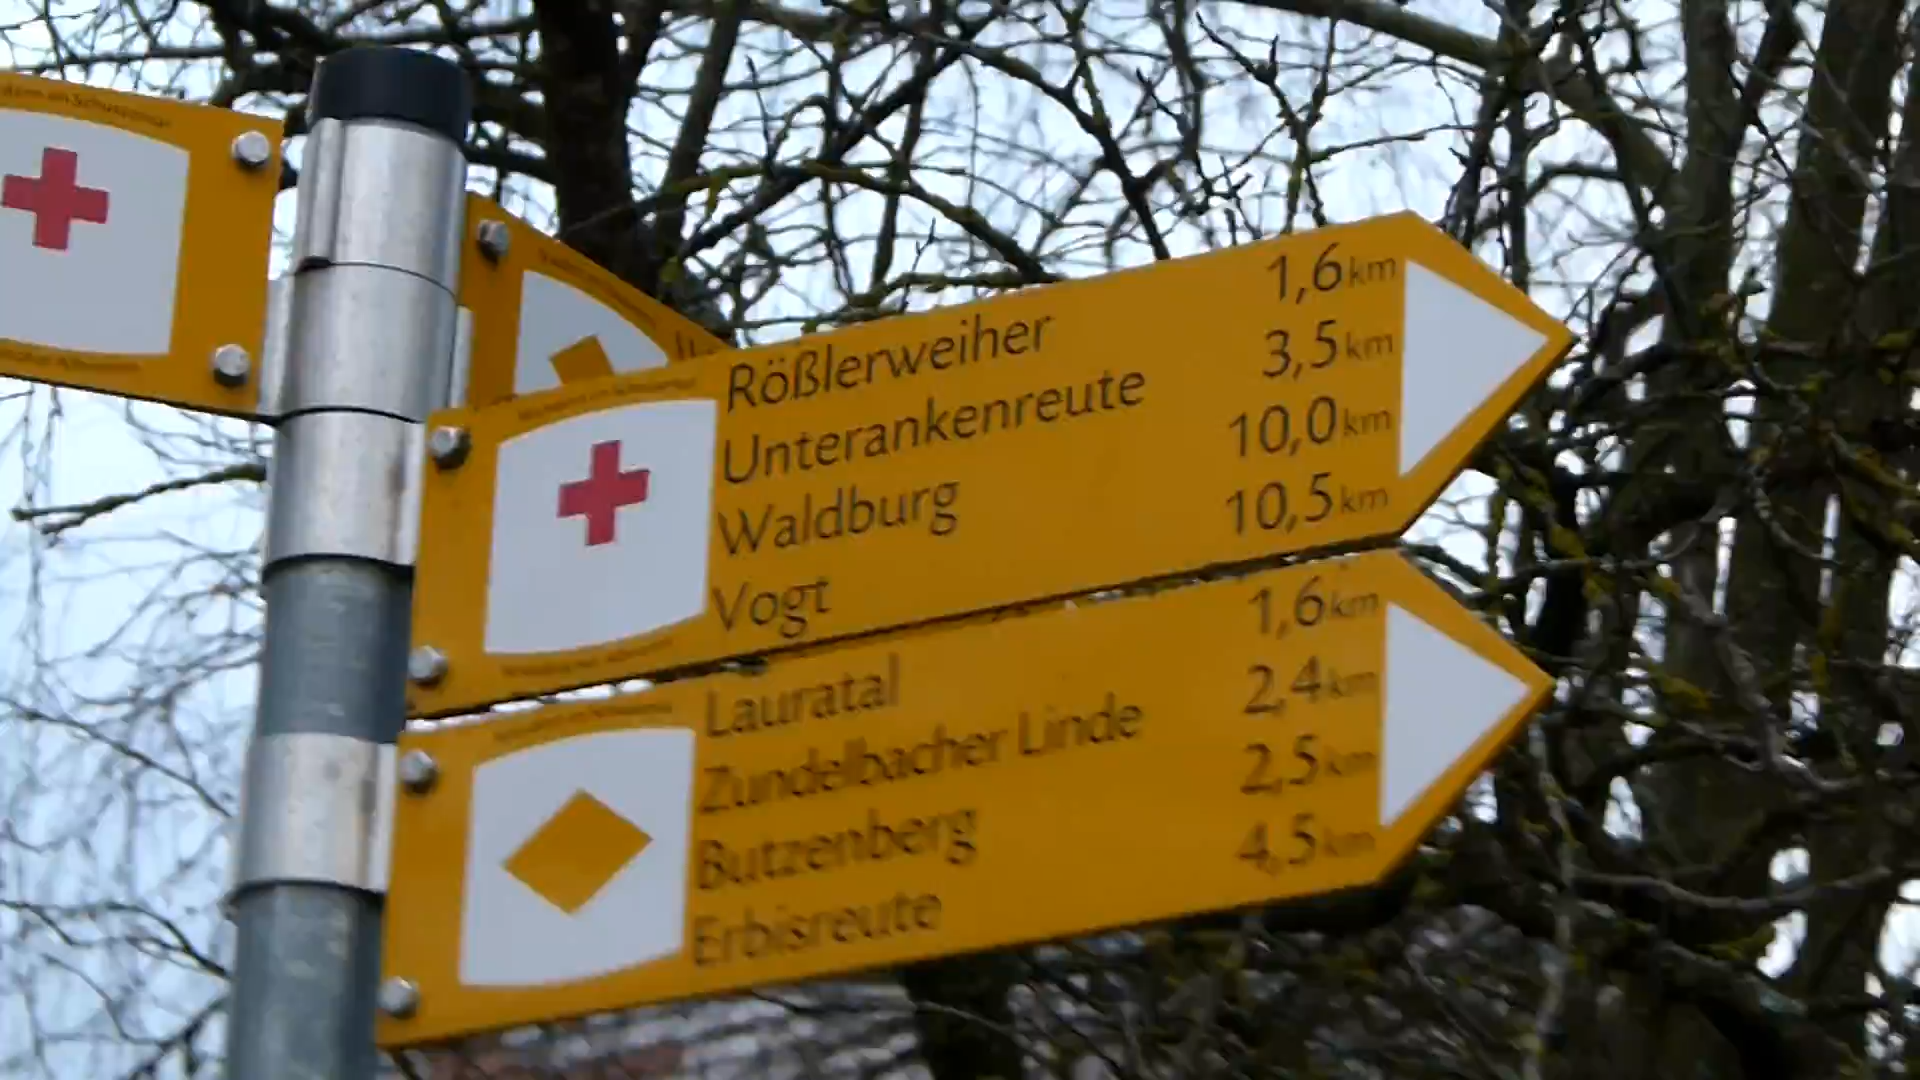 Rößlerweiher 1,6 km
Unterankenreute 3,5 km
Waldburg 10,0 km
Vogt 10,5 km
Lauratal 1,6 km
Zundelbacher Linde 2,4 km
Butzenberg 2,5 km
Erbisreute 4,5 km